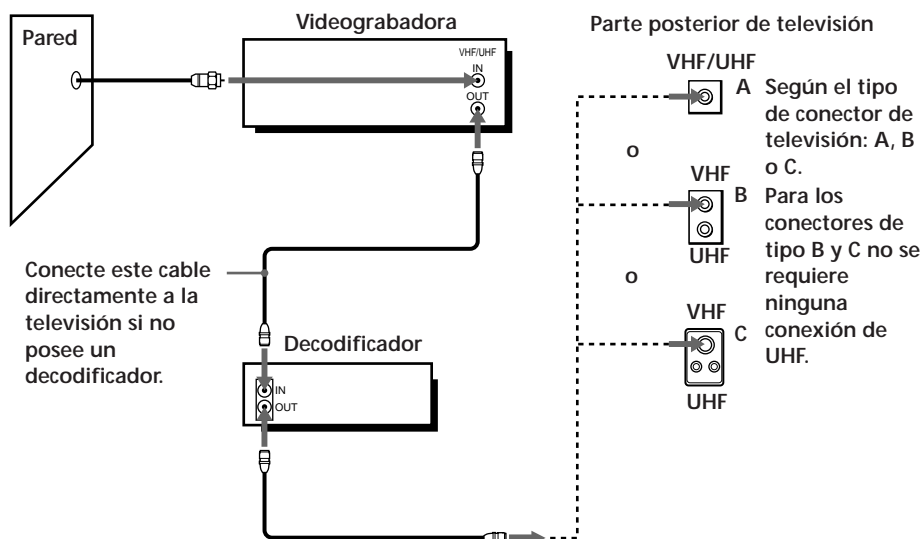 Pared
Videograbadora
VHF/UHF
IN
OUT
Conecte este cable
directamente a la
televisión si no
posee un
decodificador.
Decodificador
IN
OUT
Parte posterior de televisión
VHF/UHF
A
o
VHF
B
UHF
o
VHF
C
UHF
Según el tipo
de conector de
televisión: A, B
o C.
Para los
conectores de
tipo B y C no se
requiere
ninguna
conexión de
UHF.